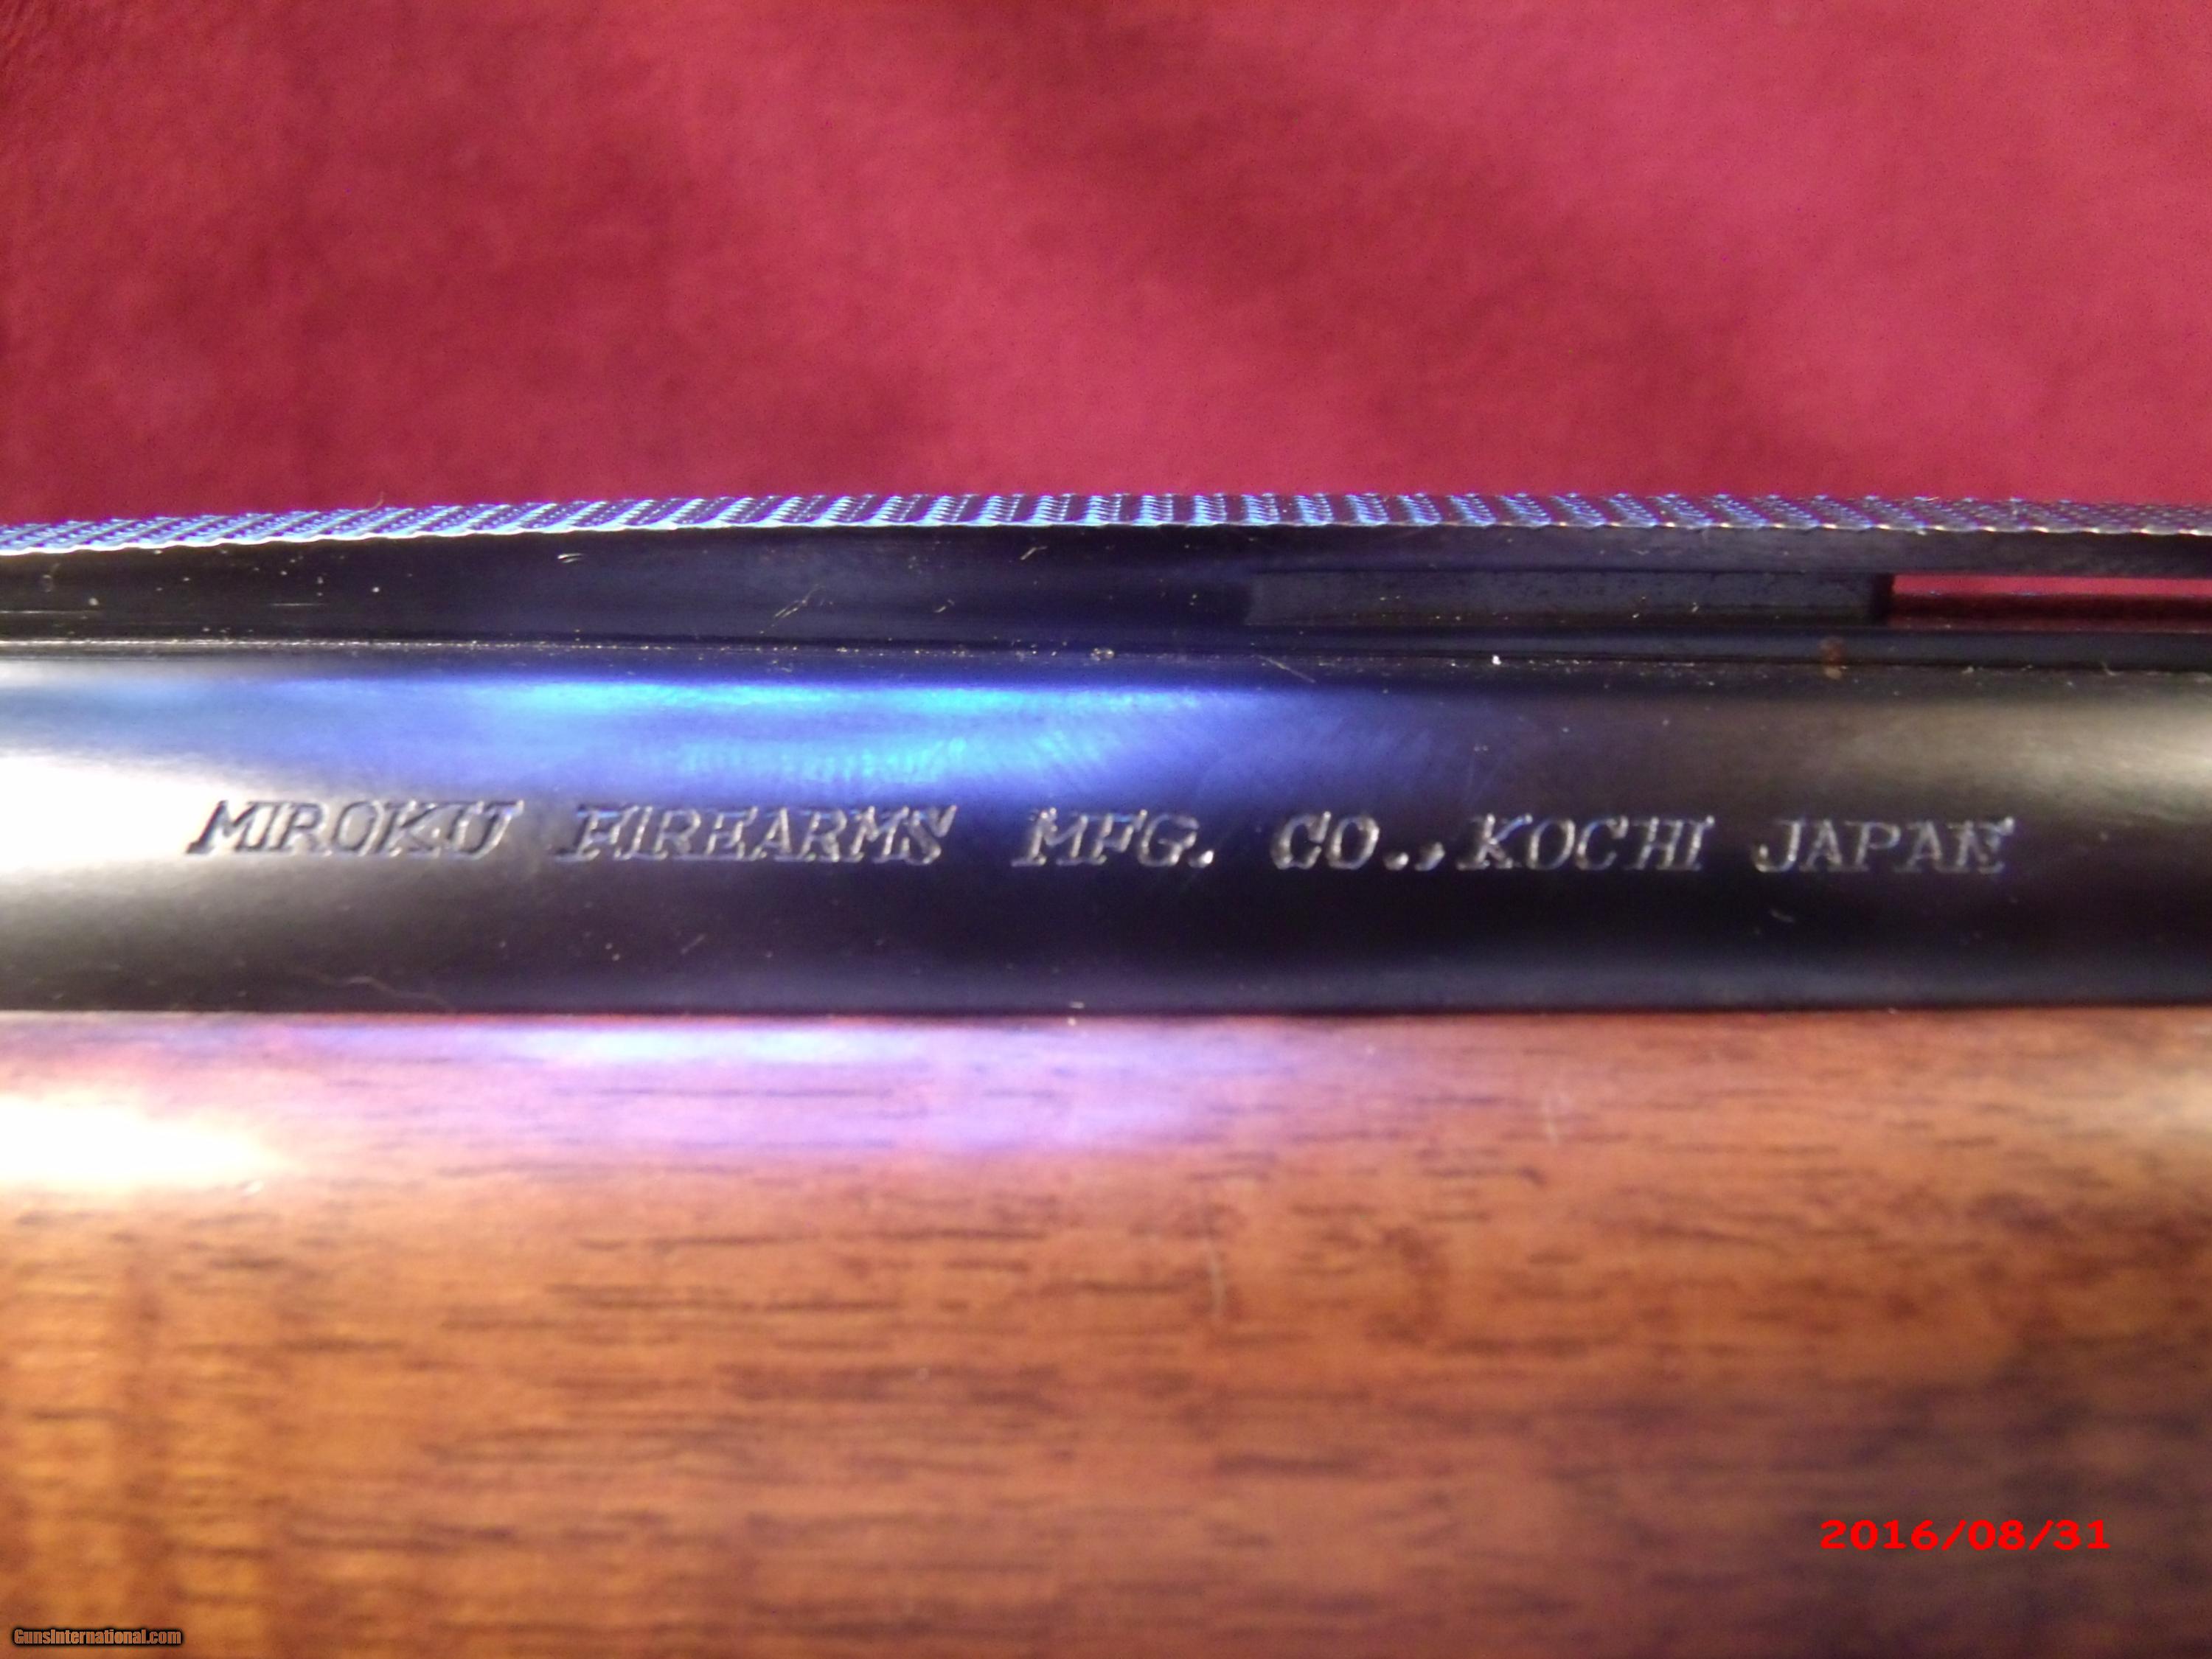 MIROKU FIREARMS MFG. CO., KOCHI JAPAN
2016/08/31
GunsInternational.com